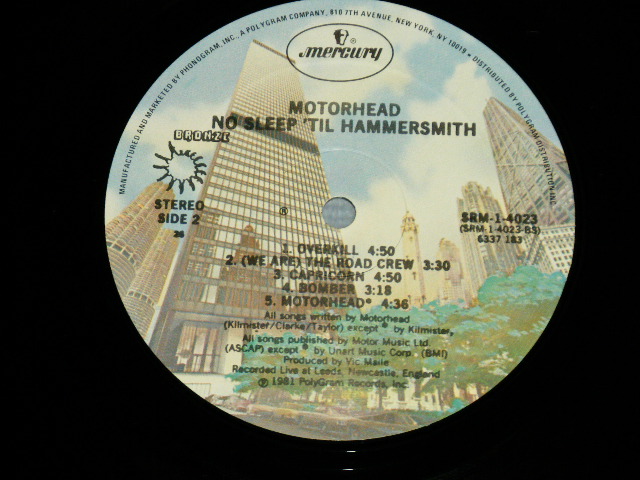 MANUFACTURED AND MARKETED BY PHONOGRAM, INC., A POLYGRAM COMPANY, 810 7TH AVENUE, NEW YORK, NY 10019 • DISTRIBUTED BY POLYGRAM DISTRIBUTION, INC.
mercury®
MOTORHEAD
NO SLEEP 'TIL HAMMERSMITH
BRONZE
STEREO
SIDE 2
26
®
SRM-1-4023
(SRM-1-4023-BS)
6337 183
1. OVERKILL 4:50
2. (WE ARE) THE ROAD CREW 3:30
3. CAPRICORN 4:50
4. BOMBER 3:18
5. MOTORHEAD* 4:36
All songs written by Motorhead
(Kilmister/Clarke/Taylor) except * by Kilmister,
All songs published by Motor Music Ltd.
(ASCAP) except * by Unart Music Corp. (BMI)
Produced by Vic Maile
Recorded Live at Leeds, Newcastle, England
℗ 1981 PolyGram Records, Inc.